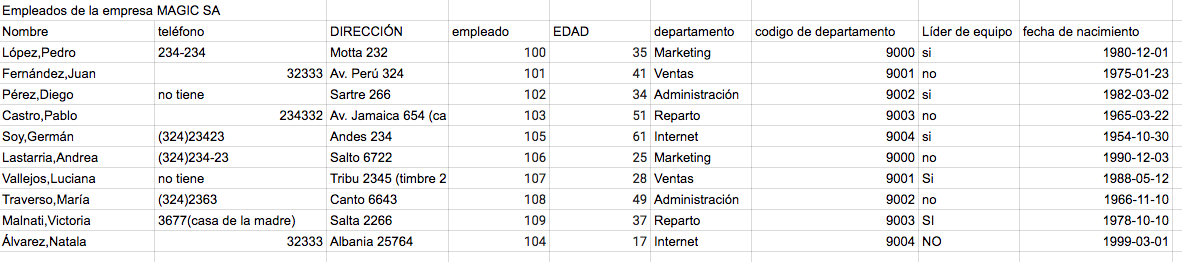 Empleados de la empresa MAGIC SA
Nombre teléfono DIRECCIÓN empleado EDAD departamento codigo de departamento Líder de equipo fecha de nacimiento
López,Pedro 234-234 Motta 232 100 35 Marketing 9000 si 1980-12-01
Fernández,Juan 32333 Av. Perú 324 101 41 Ventas 9001 no 1975-01-23
Pérez,Diego no tiene Sartre 266 102 34 Administración 9002 si 1982-03-02
Castro,Pablo 234332 Av. Jamaica 654 (ca 103 51 Reparto 9003 no 1965-03-22
Soy,Germán (324)23423 Andes 234 105 61 Internet 9004 si 1954-10-30
Lastarria,Andrea (324)234-23 Salto 6722 106 25 Marketing 9000 no 1990-12-03
Vallejos,Luciana no tiene Tribu 2345 (timbre 2 107 28 Ventas 9001 Si 1988-05-12
Traverso,María (324)2363 Canto 6643 108 49 Administración 9002 no 1966-11-10
Malnati,Victoria 3677(casa de la madre) Salta 2266 109 37 Reparto 9003 SI 1978-10-10
Álvarez,Natala 32333 Albania 25764 104 17 Internet 9004 NO 1999-03-01